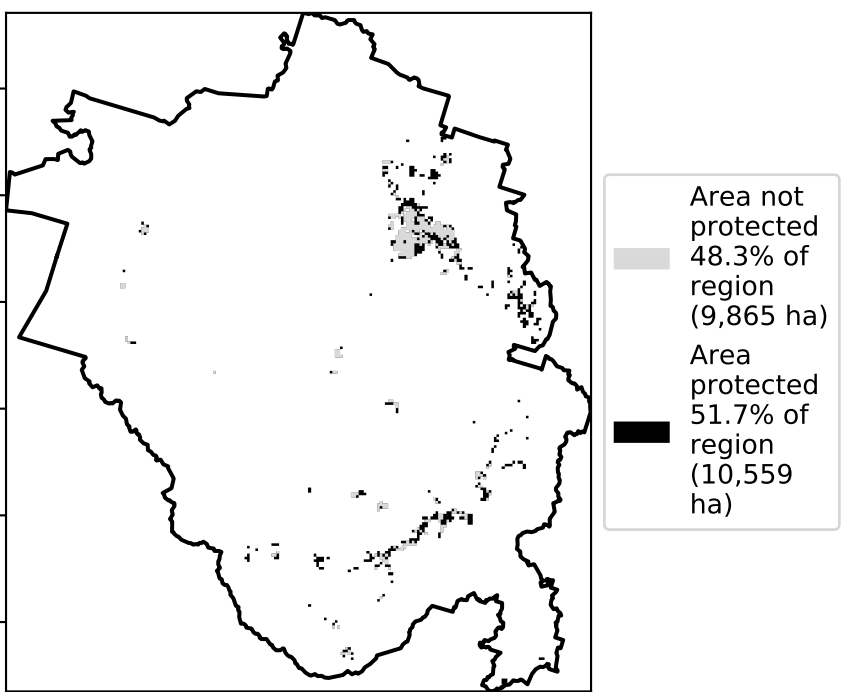 Area not
protected
48.3% of
region
(9,865 ha)
Area
protected
51.7% of
region
(10,559
ha)